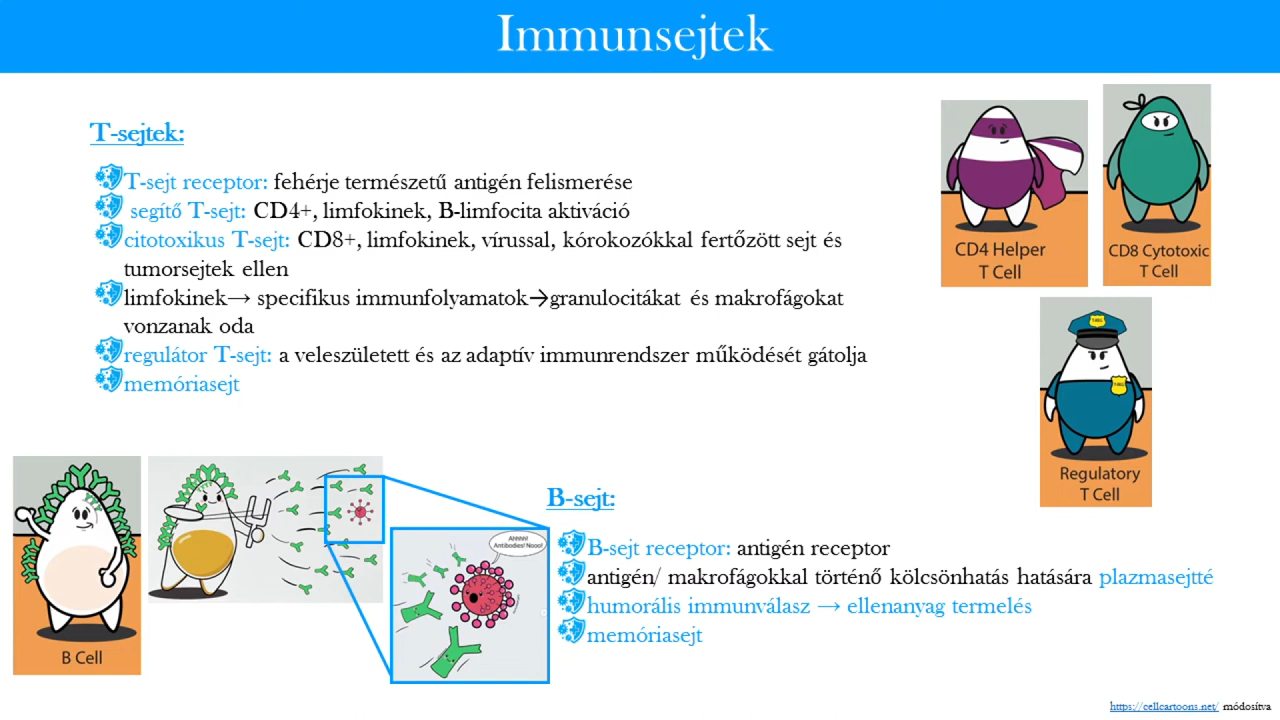 Immunsejtek
T-sejtek:
T-sejt receptor: fehérje természetű antigén felismerése
segítő T-sejt: CD4+, limfokinek, B-limfocita aktiváció
citotoxikus T-sejt: CD8+, limfokinek, vírussal, kórokozókkal fertőzött sejt és
tumorsejtek ellen
limfokinek→ specifikus immunfolyamatok→granulocitákat és makrofágokat
vonzanak oda
regulátor T-sejt: a veleszületett és az adaptív immunrendszer működését gátolja
memóriasejt
CD4 Helper
T Cell
CD8 Cytotoxic
T Cell
Regulatory
T Cell
B Cell
Ahhhh!
Antibodies! Nooo!
B-sejt:
B-sejt receptor: antigén receptor
antigén/ makrofágokkal történő kölcsönhatás hatására plazmasejtté
humorális immunválasz → ellenanyag termelés
memóriasejt
https://cellcartoons.net/ módosítva